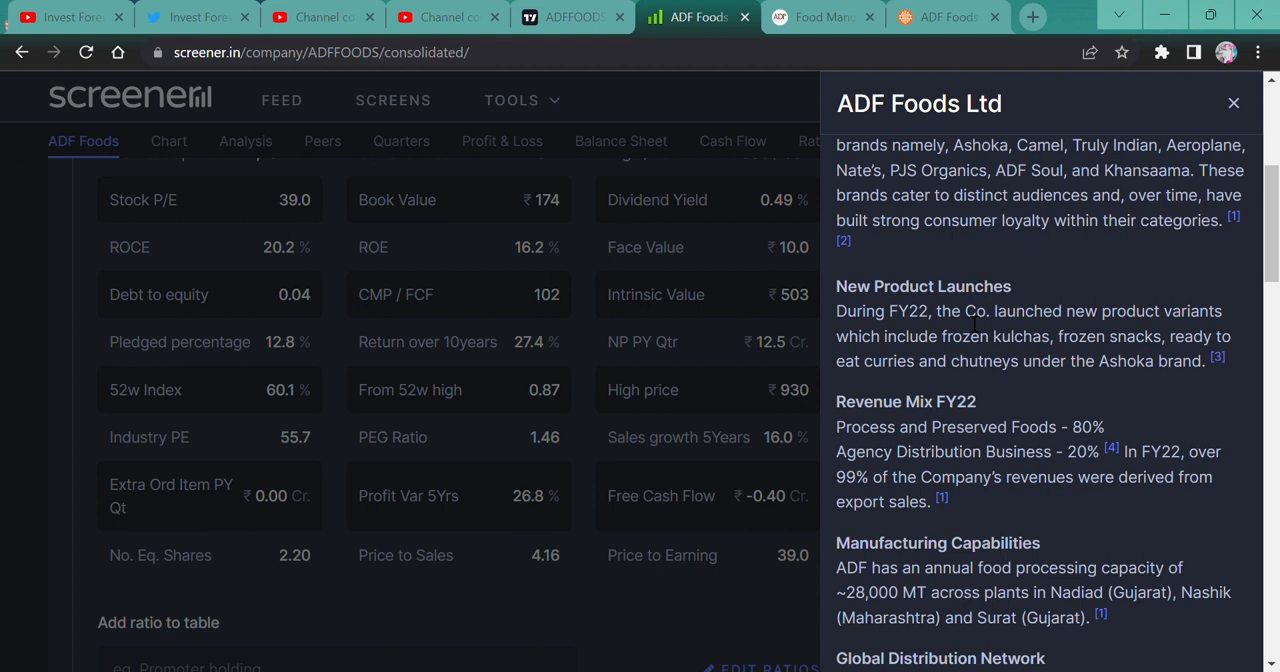 Invest Fore
Invest Fore
Channel co
Channel co
ADFFOODS
ADF Foods
Food Manu
ADF Foods
screener.in/company/ADFFOODS/consolidated/
screener
FEED
SCREENS
TOOLS
ADF Foods
Chart
Analysis
Peers
Quarters
Profit & Loss
Balance Sheet
Cash Flow
Rat
Stock P/E 39.0
Book Value ₹ 174
Dividend Yield 0.49 %
ROCE 20.2 %
ROE 16.2 %
Face Value ₹ 10.0
Debt to equity 0.04
CMP / FCF 102
Intrinsic Value ₹ 503
Pledged percentage 12.8 %
Return over 10years 27.4 %
NP PY Qtr ₹ 12.5 Cr.
52w Index 60.1 %
From 52w high 0.87
High price ₹ 930
Industry PE 55.7
PEG Ratio 1.46
Sales growth 5Years 16.0 %
Extra Ord Item PY
Qt ₹ 0.00 Cr.
Profit Var 5Yrs 26.8 %
Free Cash Flow ₹ -0.40 Cr.
No. Eq. Shares 2.20
Price to Sales 4.16
Price to Earning 39.0
Add ratio to table
eg. Promoter holding
EDIT RATIOS
ADF Foods Ltd
brands namely, Ashoka, Camel, Truly Indian, Aeroplane,
Nate's, PJS Organics, ADF Soul, and Khansaama. These
brands cater to distinct audiences and, over time, have
built strong consumer loyalty within their categories. [1]
[2]
New Product Launches
During FY22, the Co. launched new product variants
which include frozen kulchas, frozen snacks, ready to
eat curries and chutneys under the Ashoka brand. [3]
Revenue Mix FY22
Process and Preserved Foods - 80%
Agency Distribution Business - 20% [4] In FY22, over
99% of the Company's revenues were derived from
export sales. [1]
Manufacturing Capabilities
ADF has an annual food processing capacity of
~28,000 MT across plants in Nadiad (Gujarat), Nashik
(Maharashtra) and Surat (Gujarat). [1]
Global Distribution Network